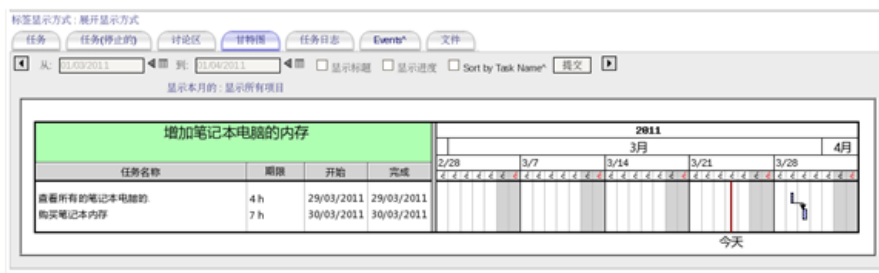 标签显示方式 : 展开显示方式
任务 任务(停止的) 讨论区 甘特图 任务日志 Events^ 文件
从: 01/03/2011 到: 01/04/2011 显示标题 显示进度 Sort by Task Name^ 提交
显示本月的 : 显示所有项目
增加笔记本电脑的内存 2011
3月 4月
任务名称 期限 开始 完成 2/28 3/7 3/14 3/21 3/28
查看所有的笔记本电脑的. 4 h 29/03/2011 29/03/2011
购买笔记本内存 7 h 30/03/2011 30/03/2011
今天